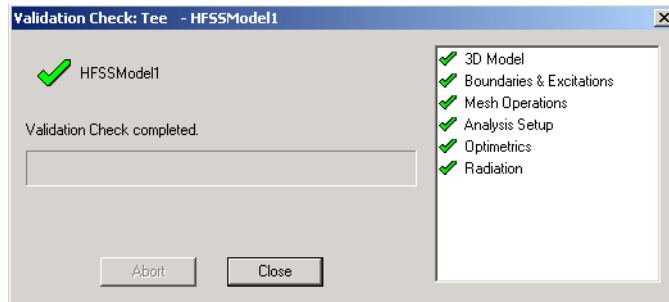 Validation Check: Tee - HFSSModel1
HFSSModel1
Validation Check completed.
3D Model
Boundaries & Excitations
Mesh Operations
Analysis Setup
Optimetrics
Radiation
Abort
Close